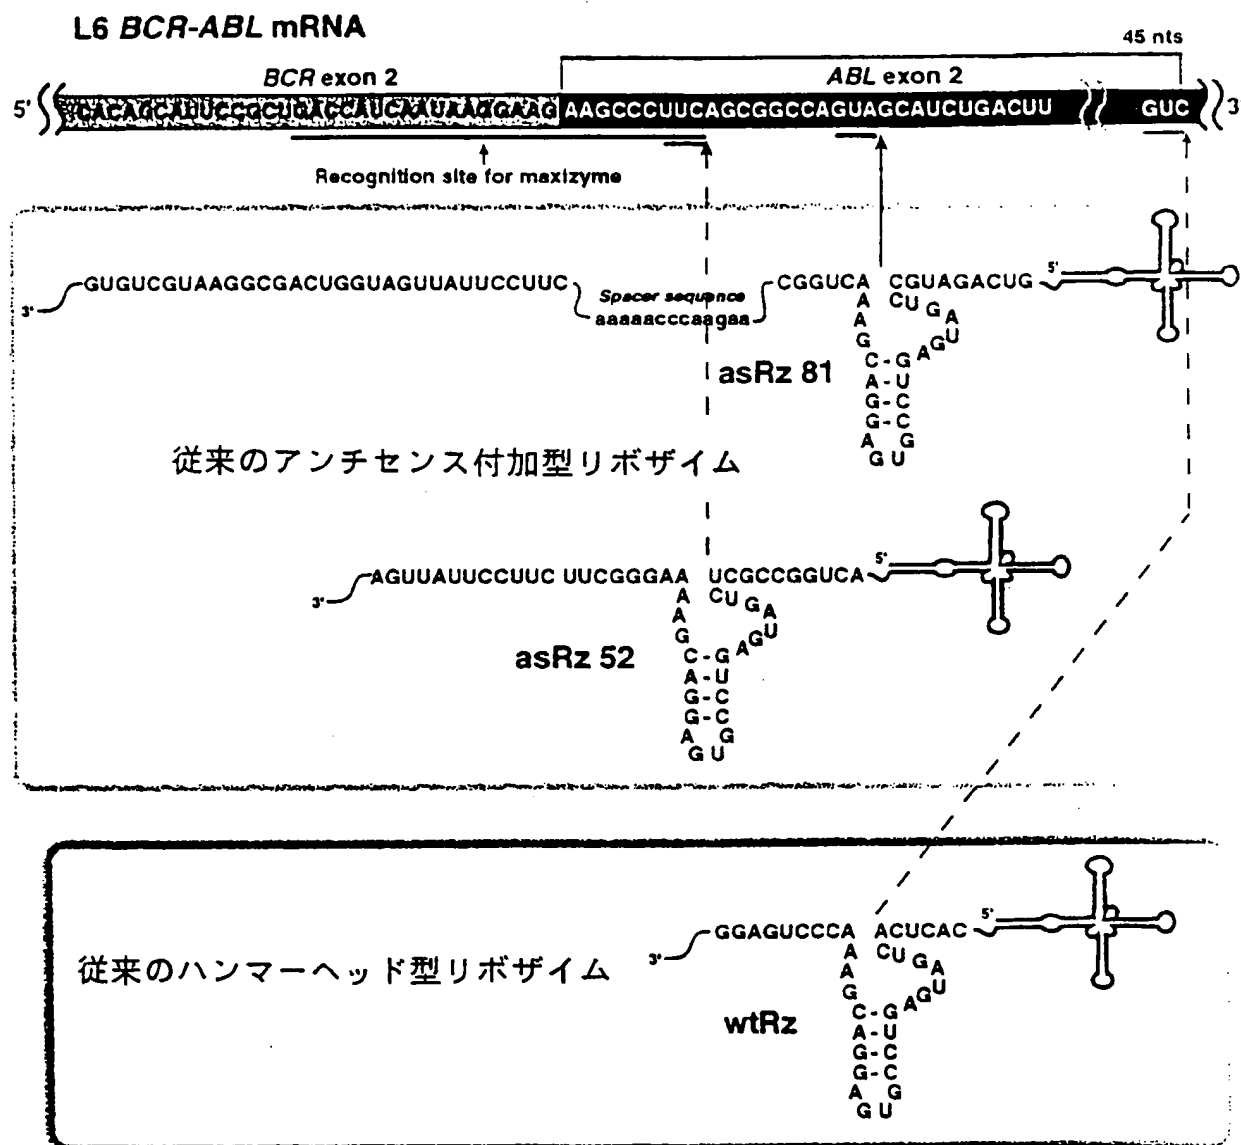 L6 BCR-ABL mRNA
45 nts
BCR exon 2
ABL exon 2
5'
AAGCCCUUCAGCGGCCAGUAGCAUCUGACUU
GUC
3
Recognition site for maxizyme
GUGUCGUAAGGCGACUGGUAGUUAUUCCUUC
3'
Spacer sequence
aaaaacccaagaa
CGGUCA
CGUAGACUG
5'
A
A
G
C U G A U G A
C - G
A - U
G - C
G - C
A G
G U
asRz 81
従来のアンチセンス付加型リボザイム
AGUUAUUCCUUC UUCGGGAA
UCGCCGGUCA
5'
3'
A
A
G
C U G A U G A
C - G
A - U
G - C
G - C
A G
G U
asRz 52
GGAGUCCCA
ACUCAC
5'
3'
A
A
G
C U G A U G A
C - G
A - U
G - C
G - C
A G
G U
従来のハンマーヘッド型リボザイム
wtRz